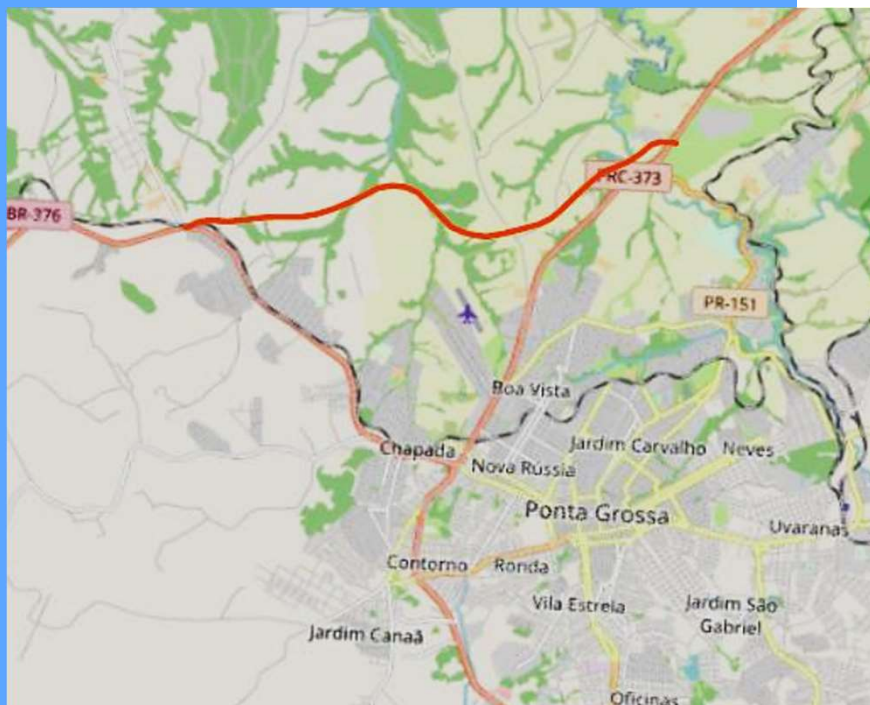 PRC-373
BR-376
PR-151
Boa Vista
Chapada
Jardim Carvalho
Neves
Nova Rússia
Ponta Grossa
Uvaranas
Contorno
Ronda
Vila Estrela
Jardim São
Gabriel
Jardim Canaã
Oficinas